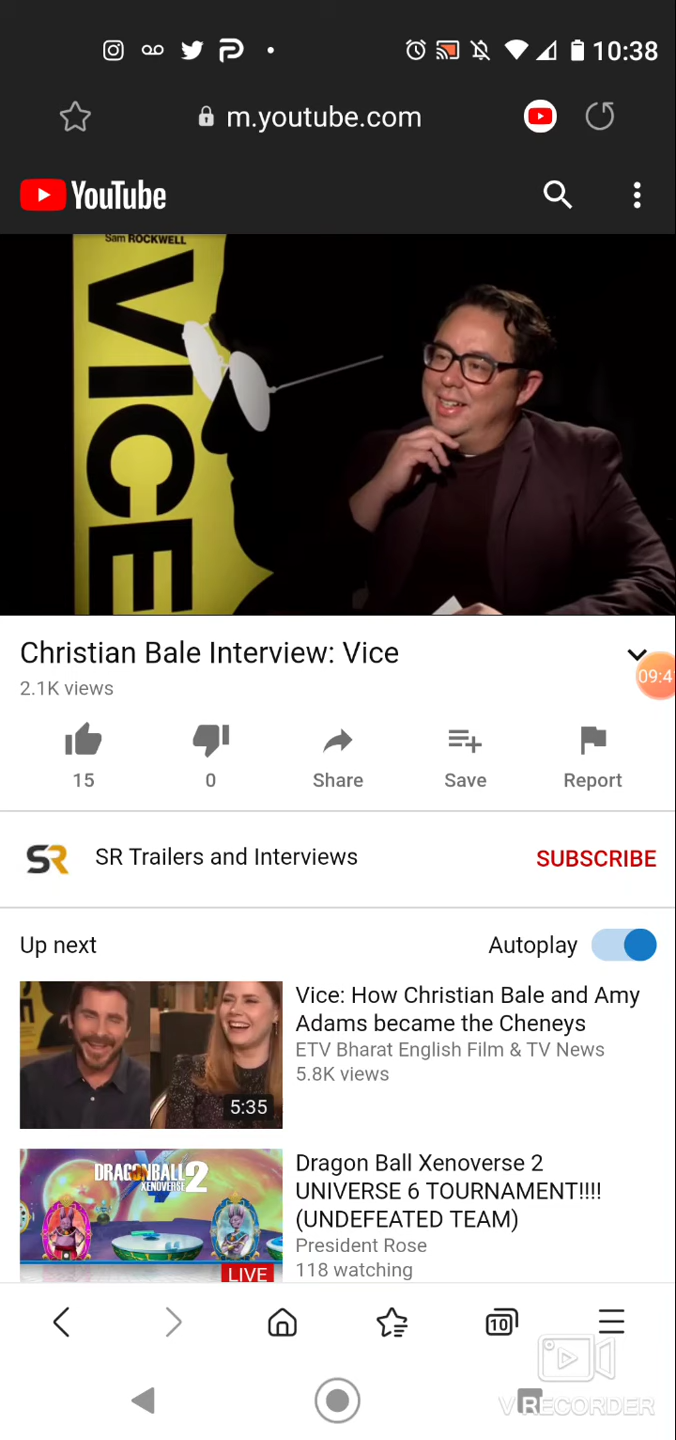 10:38
m.youtube.com
YouTube
Sam ROCKWELL
VICE
Christian Bale Interview: Vice
09:4
2.1K views
15
0
Share
Save
Report
SR
SR Trailers and Interviews
SUBSCRIBE
Up next
Autoplay
Vice: How Christian Bale and Amy
Adams became the Cheneys
ETV Bharat English Film & TV News
5.8K views
5:35
DRAGONBALL
XENOVERSE 2
Dragon Ball Xenoverse 2
UNIVERSE 6 TOURNAMENT!!!!
(UNDEFEATED TEAM)
President Rose
118 watching
LIVE
10
V RECORDER